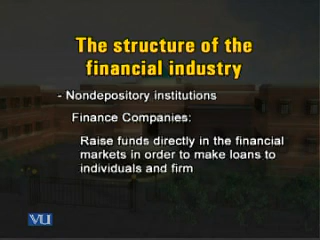 The structure of the
financial industry
- Nondepository institutions
Finance Companies:
Raise funds directly in the financial
markets in order to make loans to
individuals and firm
VU